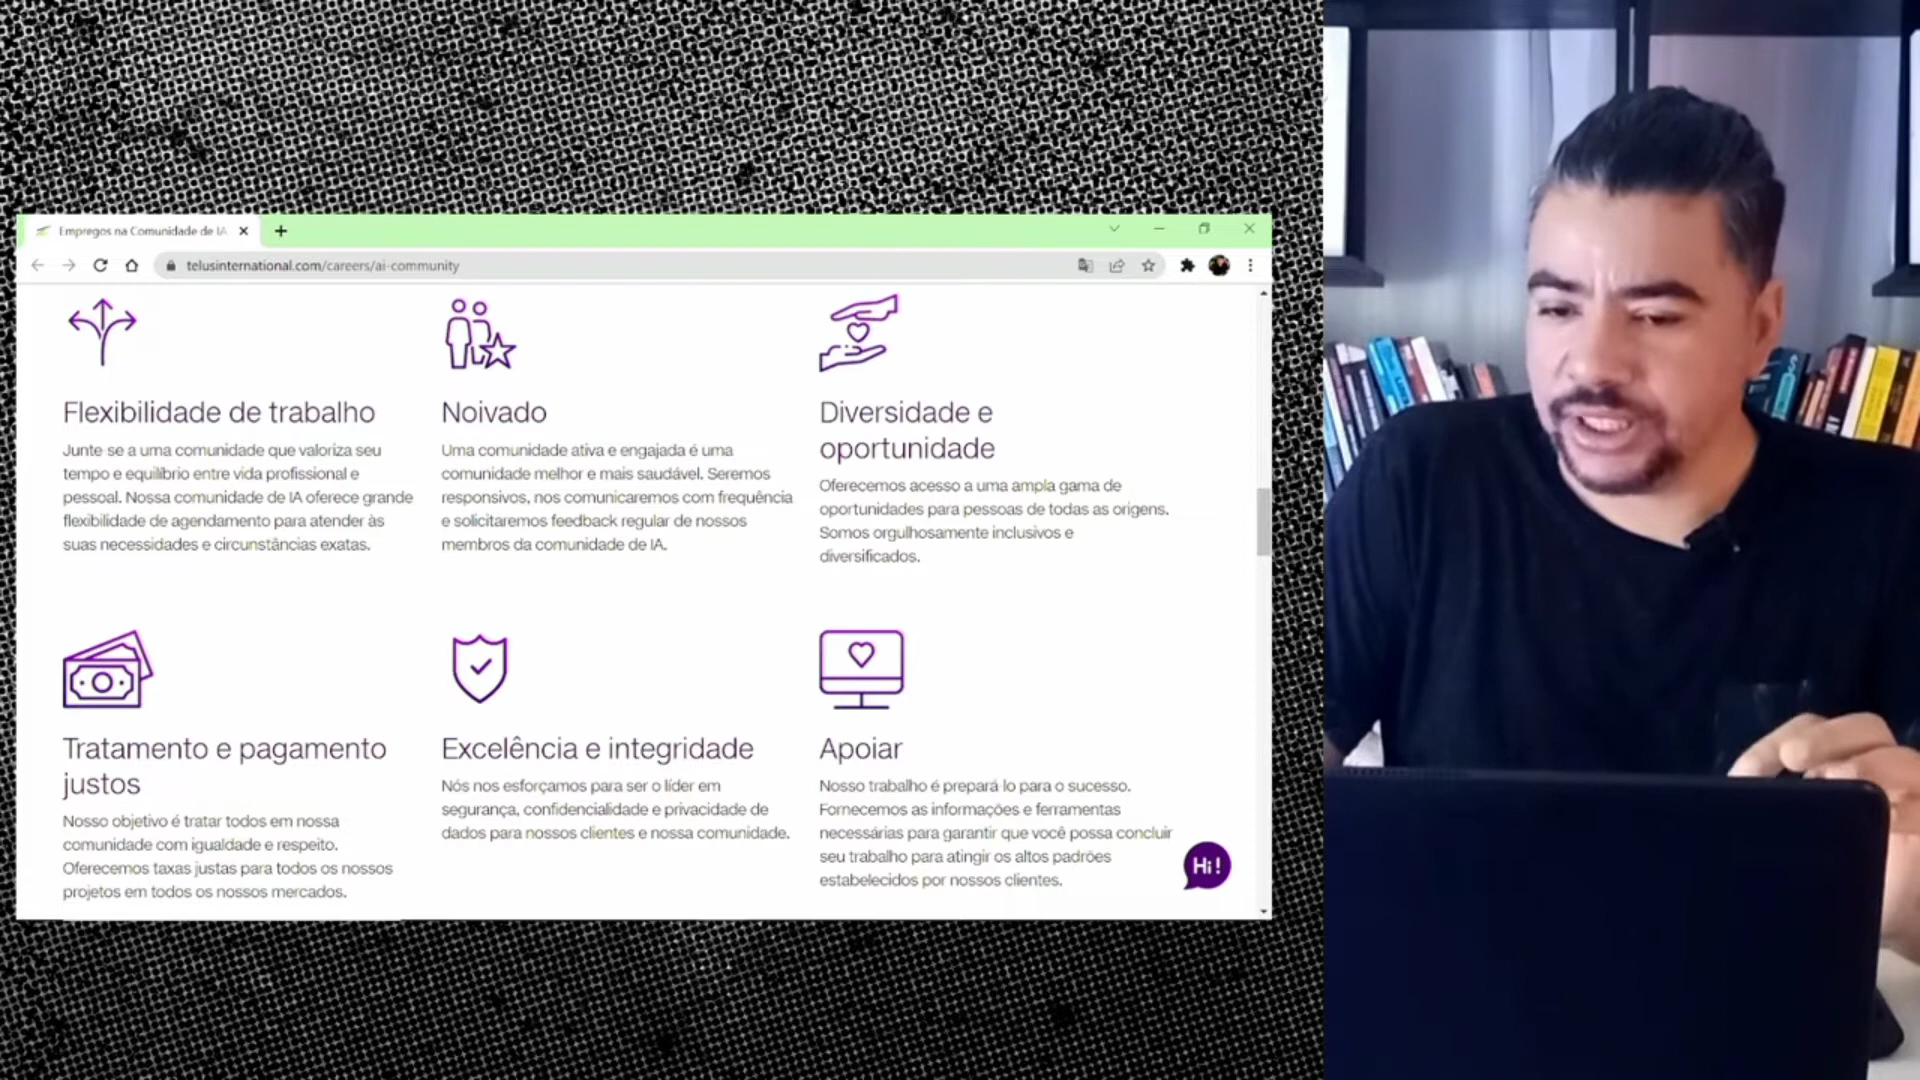 Empregos na Comunidade de IA
telusinternational.com/careers/ai-community
Flexibilidade de trabalho
Junte se a uma comunidade que valoriza seu
tempo e equilíbrio entre vida profissional e
pessoal. Nossa comunidade de IA oferece grande
flexibilidade de agendamento para atender às
suas necessidades e circunstâncias exatas.
Noivado
Uma comunidade ativa e engajada é uma
comunidade melhor e mais saudável. Seremos
responsivos, nos comunicaremos com frequência
e solicitaremos feedback regular de nossos
membros da comunidade de IA.
Diversidade e
oportunidade
Oferecemos acesso a uma ampla gama de
oportunidades para pessoas de todas as origens.
Somos orgulhosamente inclusivos e
diversificados.
Tratamento e pagamento
justos
Nosso objetivo é tratar todos em nossa
comunidade com igualdade e respeito.
Oferecemos taxas justas para todos os nossos
projetos em todos os nossos mercados.
Excelência e integridade
Nós nos esforçamos para ser o líder em
segurança, confidencialidade e privacidade de
dados para nossos clientes e nossa comunidade.
Apoiar
Nosso trabalho é prepará lo para o sucesso.
Fornecemos as informações e ferramentas
necessárias para garantir que você possa concluir
seu trabalho para atingir os altos padrões
estabelecidos por nossos clientes.
Hi!